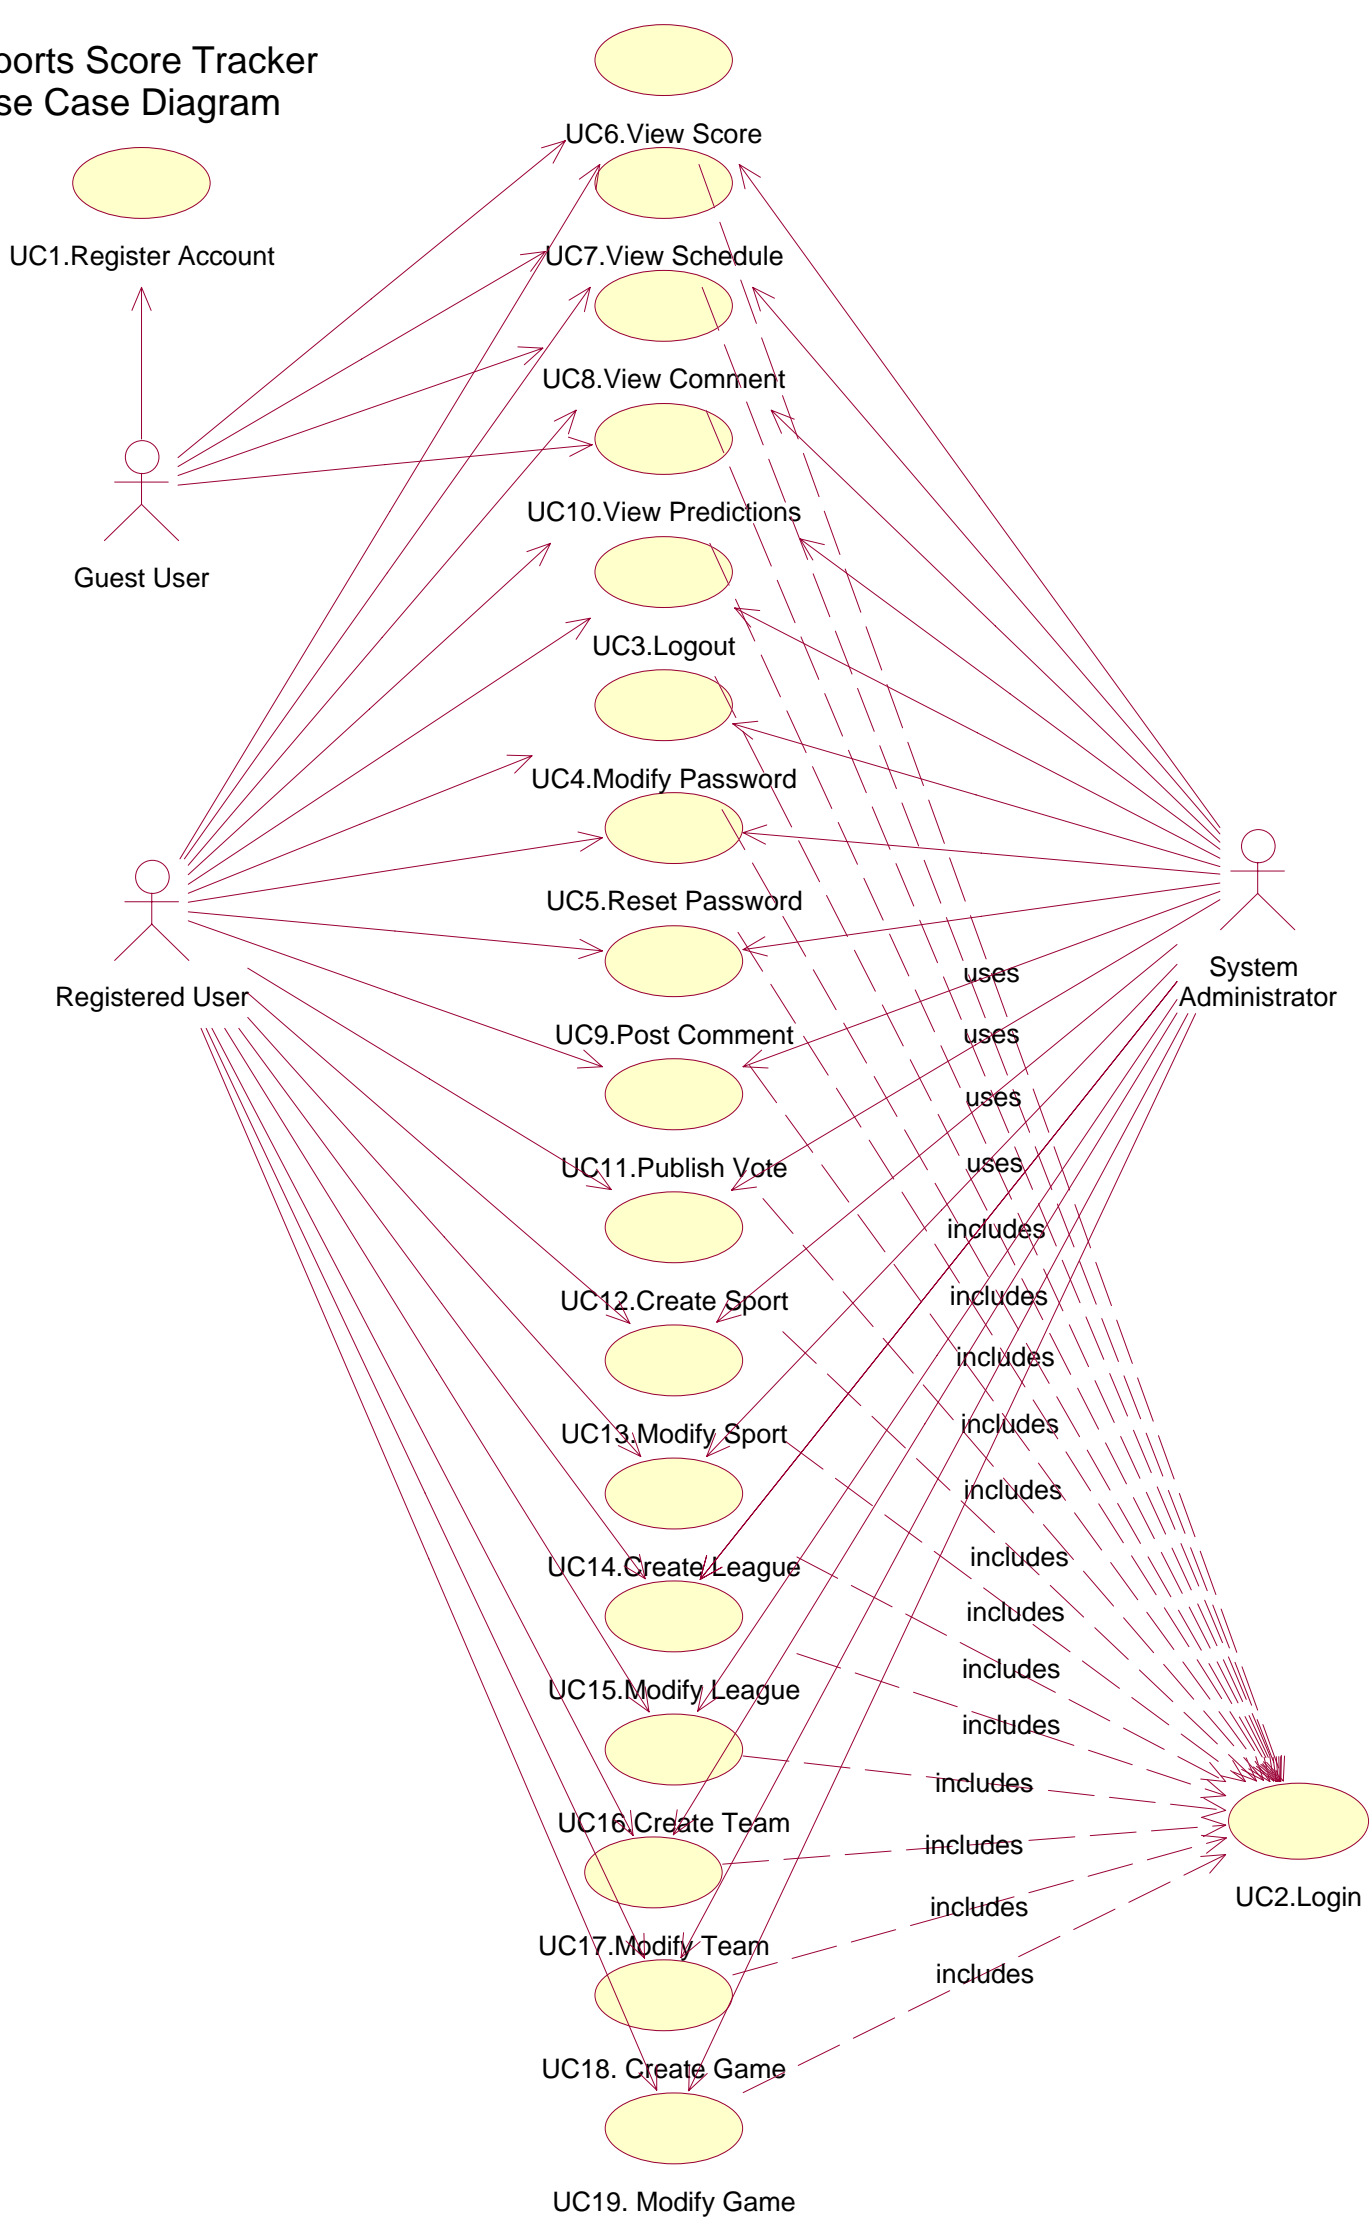 ports Score Tracker
se Case Diagram
UC6.View Score
UC1.Register Account
UC7.View Schedule
UC8.View Comment
UC10.View Predictions
Guest User
UC3.Logout
UC4.Modify Password
UC5.Reset Password
System
Administrator
uses
Registered User
UC9.Post Comment
uses
uses
UC11.Publish Vote
uses
includes
UC12.Create Sport
includes
includes
UC13.Modify Sport
includes
includes
UC14.Create League
includes
includes
UC15.Modify League
includes
includes
includes
UC16.Create Team
includes
UC2.Login
includes
UC17.Modify Team
includes
UC18. Create Game
UC19. Modify Game